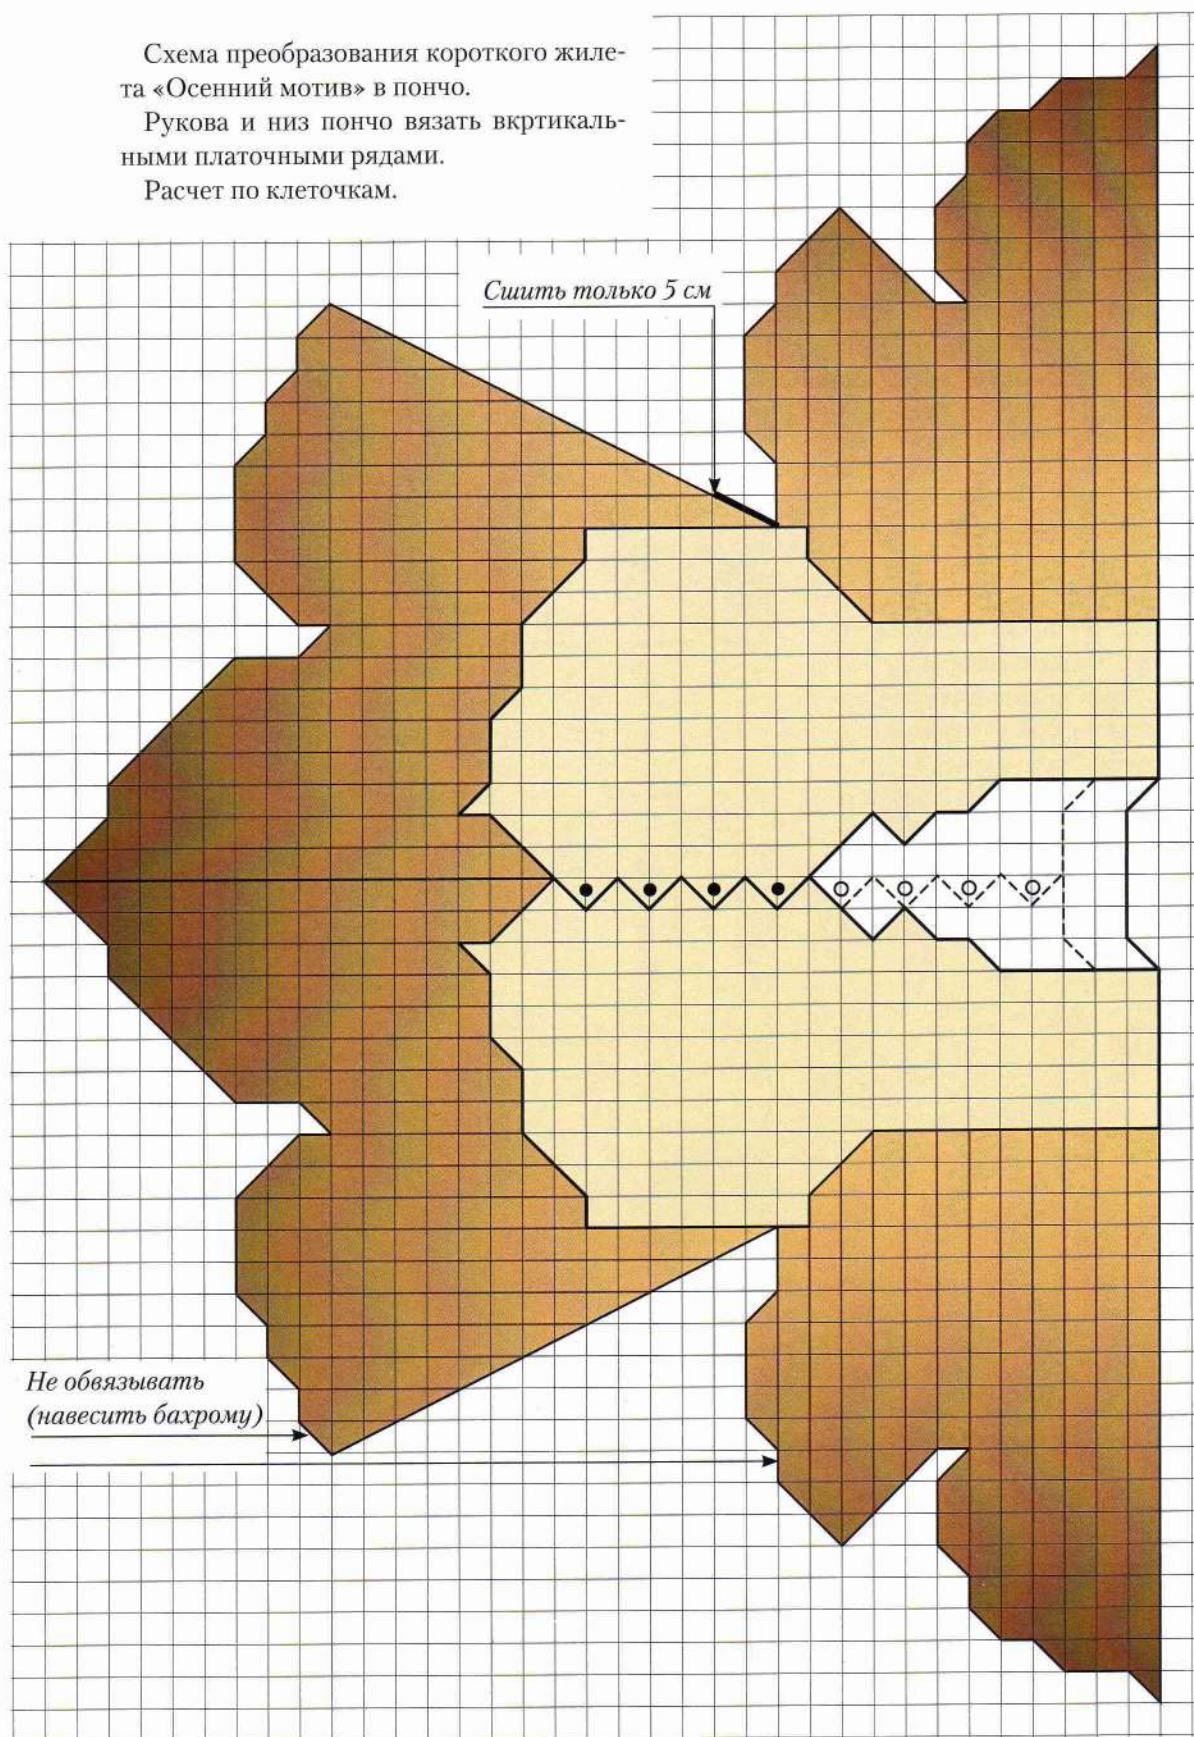 Схема преобразования короткого жиле-
та «Осенний мотив» в пончо.
Рукова и низ пончо вязать вкртикаль-
ными платочными рядами.
Расчет по клеточкам.
Сшить только 5 см
Не обвязывать
(навесить бахрому)